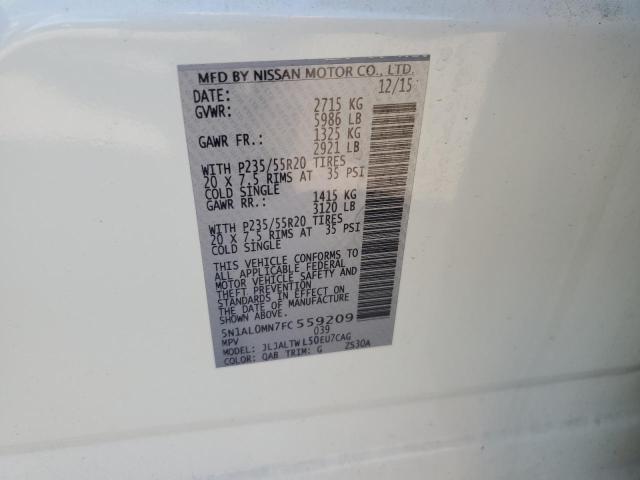 MFD BY NISSAN MOTOR CO., LTD.
DATE: 12/15
GVWR: 2715 KG
5986 LB
GAWR FR.: 1325 KG
2921 LB
WITH P235/55R20 TIRES
20 X 7.5 RIMS AT 35 PSI
COLD SINGLE
GAWR RR.: 1415 KG
3120 LB
WITH P235/55R20 TIRES
20 X 7.5 RIMS AT 35 PSI
COLD SINGLE
THIS VEHICLE CONFORMS TO
ALL APPLICABLE FEDERAL
MOTOR VEHICLE SAFETY AND
THEFT PREVENTION
STANDARDS IN EFFECT ON
THE DATE OF MANUFACTURE
5N1AL0MN7FC559209
MPV 039
MODEL: JLJALTWL50EU7CAG
COLOR: QAB TRIM: G Z530A